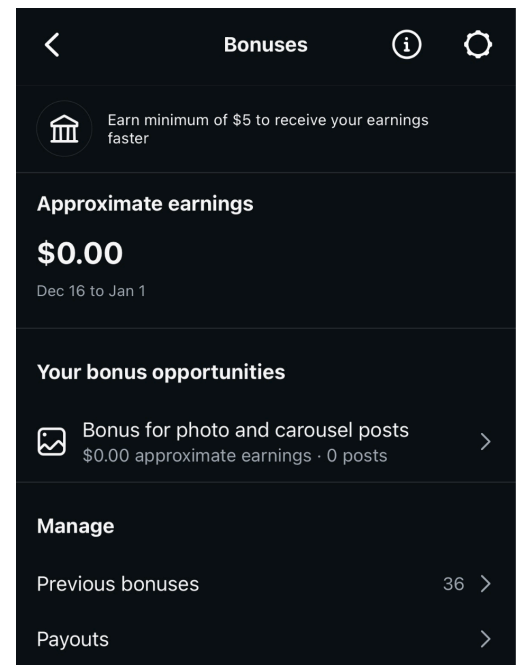 Bonuses
Earn minimum of $5 to receive your earnings
faster
Approximate earnings
$0.00
Dec 16 to Jan 1
Your bonus opportunities
Bonus for photo and carousel posts
$0.00 approximate earnings · 0 posts
Manage
Previous bonuses 36
Payouts